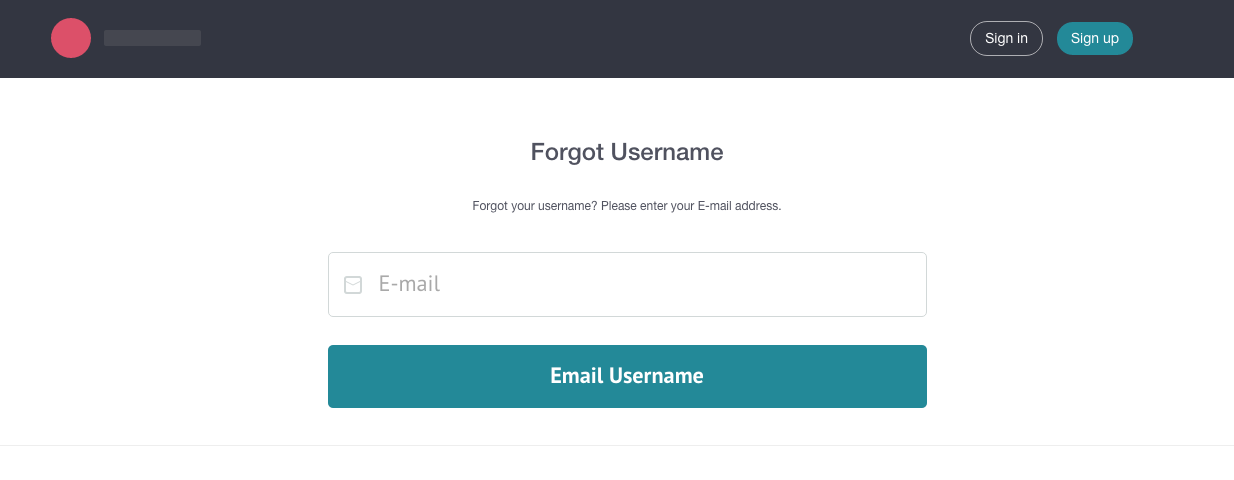 Sign in
Sign up
Forgot Username
Forgot your username? Please enter your E-mail address.
E-mail
Email Username